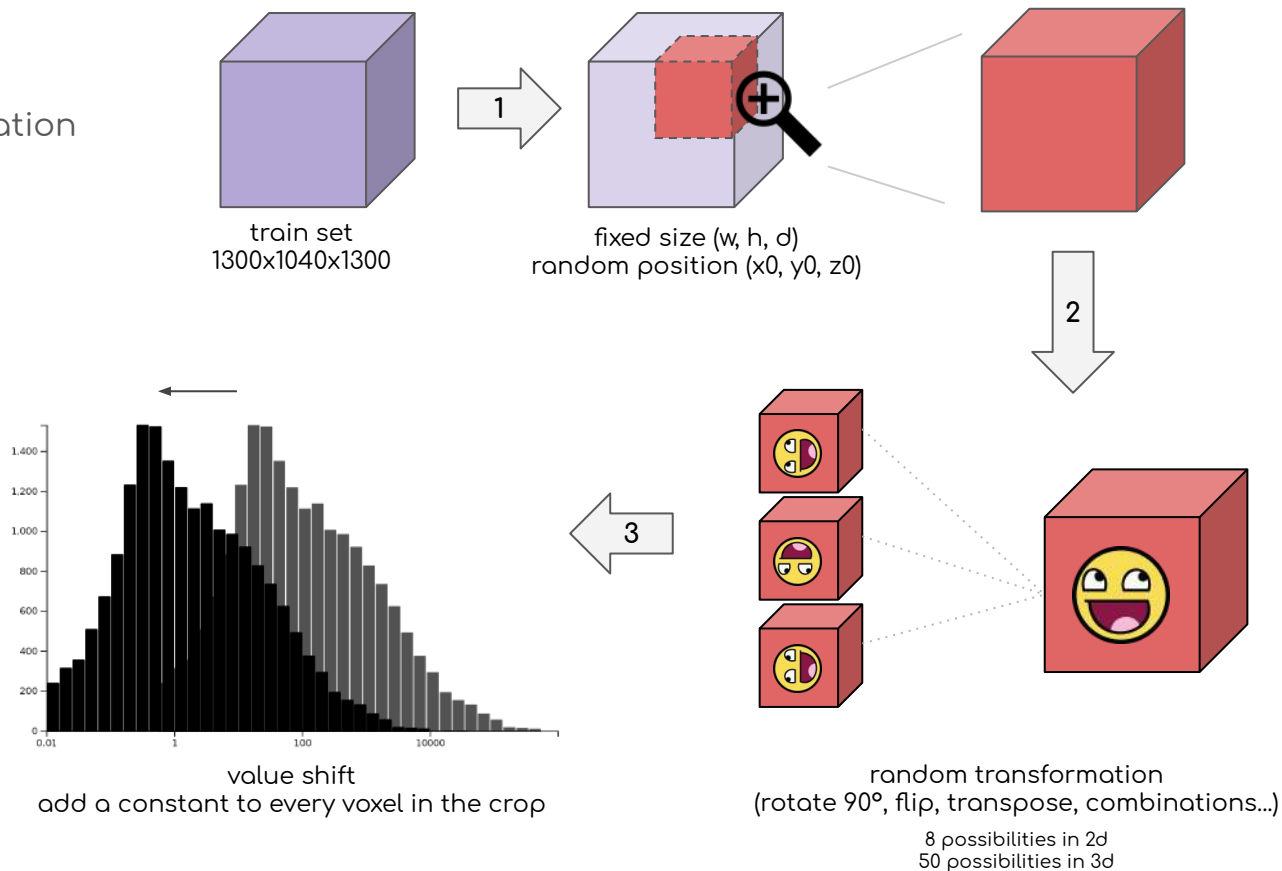 ation
1
train set
1300x1040x1300
fixed size (w, h, d)
random position (x0, y0, z0)
2
3
1.400
1.200
1.000
800
600
400
200
0
0.01
1
100
10000
value shift
add a constant to every voxel in the crop
random transformation
(rotate 90º, flip, transpose, combinations...)
8 possibilities in 2d
50 possibilities in 3d